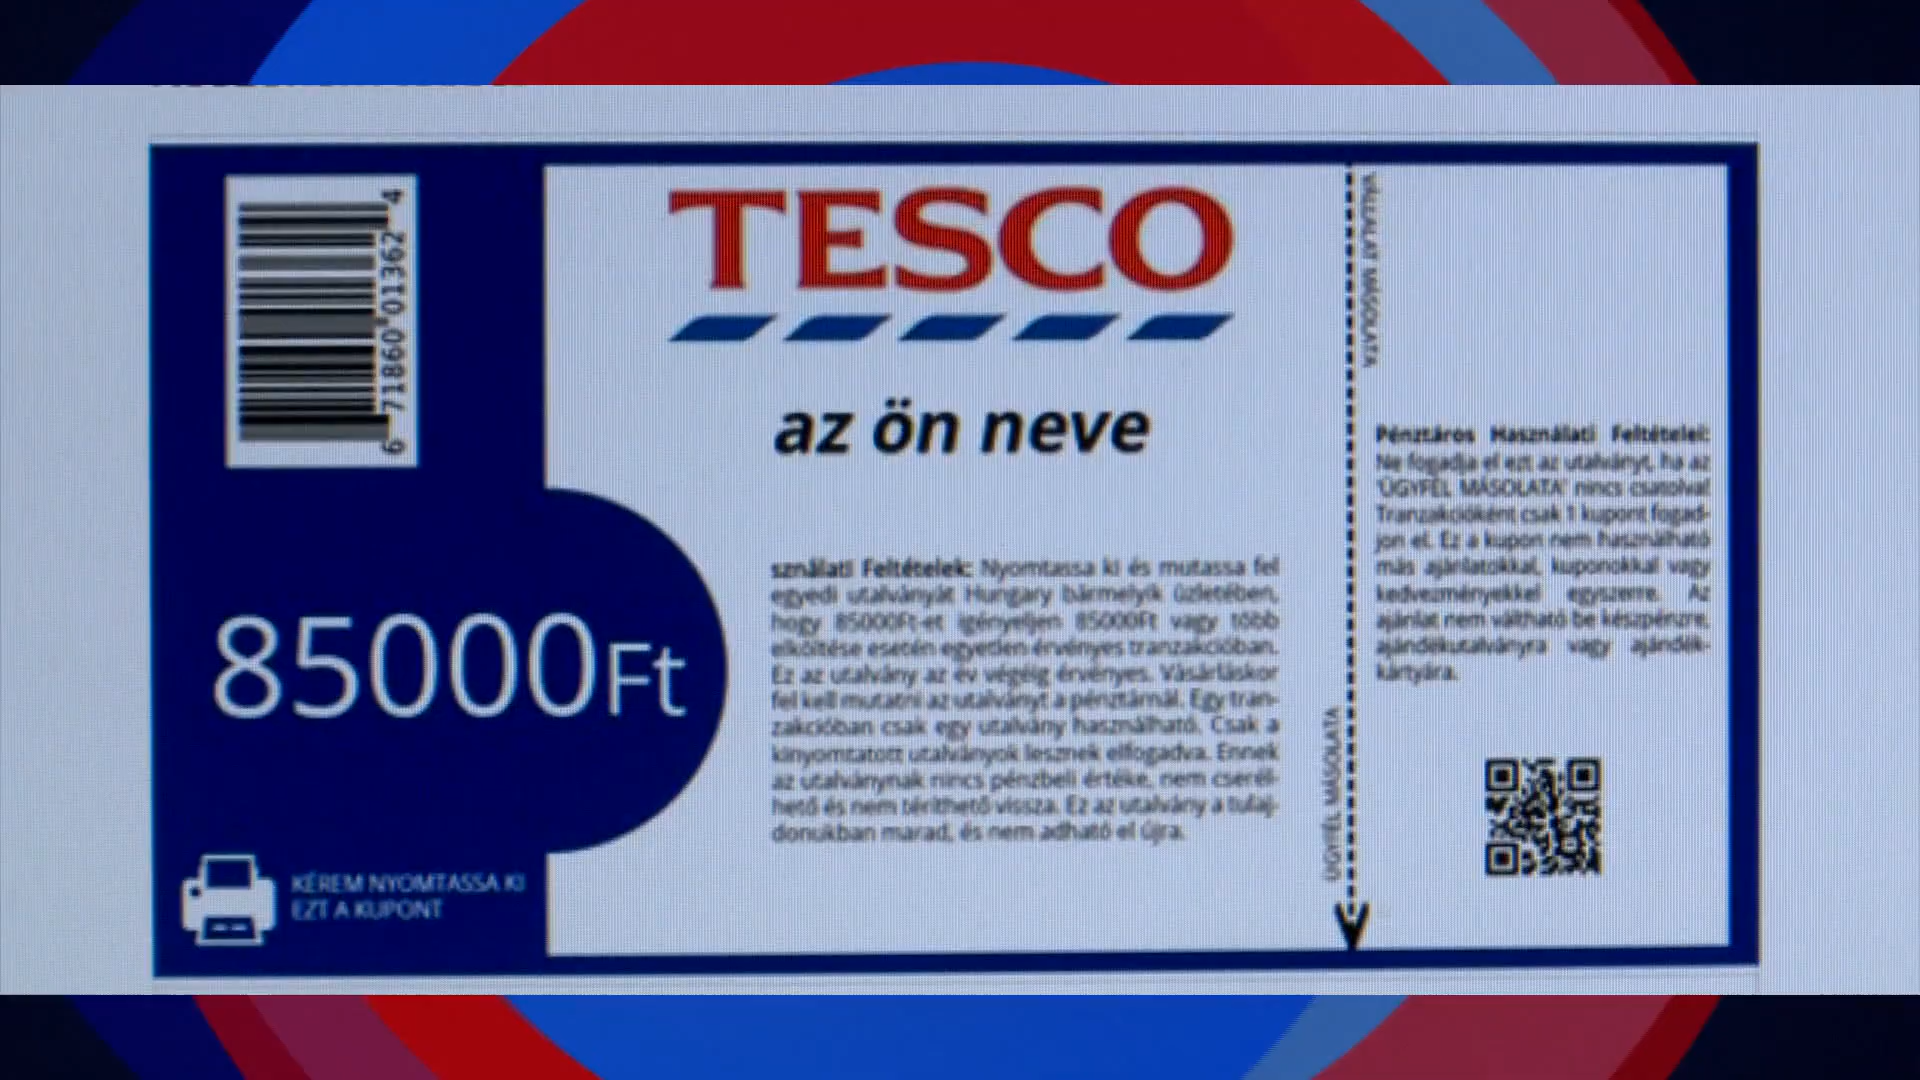 6 71860 01362 4
TESCO
az ön neve
85000Ft
KÉREM NYOMTASSA KI
EZT A KUPONT
sználati Feltételek: Nyomtassa ki és mutassa fel
egyedi utalványát Hungary bármelyik üzletében,
hogy 85000Ft-et igényeljen 85000Ft vagy több
elköltése esetén egyetlen érvényes tranzakcióban.
Ez az utalvány az év végéig érvényes. Vásárláskor
fel kell mutatni az utalványt a pénztárnál. Egy tran-
zakcióban csak egy utalvány használható. Csak a
kinyomtatott utalványok lesznek elfogadva. Ennek
az utalványnak nincs pénzbeli értéke, nem cserél-
hető és nem téríthető vissza. Ez az utalvány a tulaj-
donukban marad, és nem adható el újra.
ÜGYFÉL MÁSOLATA
VÁLLALAT MÁSOLATA
Pénztáros Használati Feltételei:
Ne fogadja el ezt az utalványt, ha az
'ÜGYFÉL MÁSOLATA' nincs csatolva!
Tranzakcióként csak 1 kupont fogad-
jon el. Ez a kupon nem használható
más ajánlatokkal, kuponokkal vagy
kedvezményekkel egyszerre. Az
ajánlat nem váltható be készpénzre,
ajándékutalványra vagy ajándék-
kártyára.